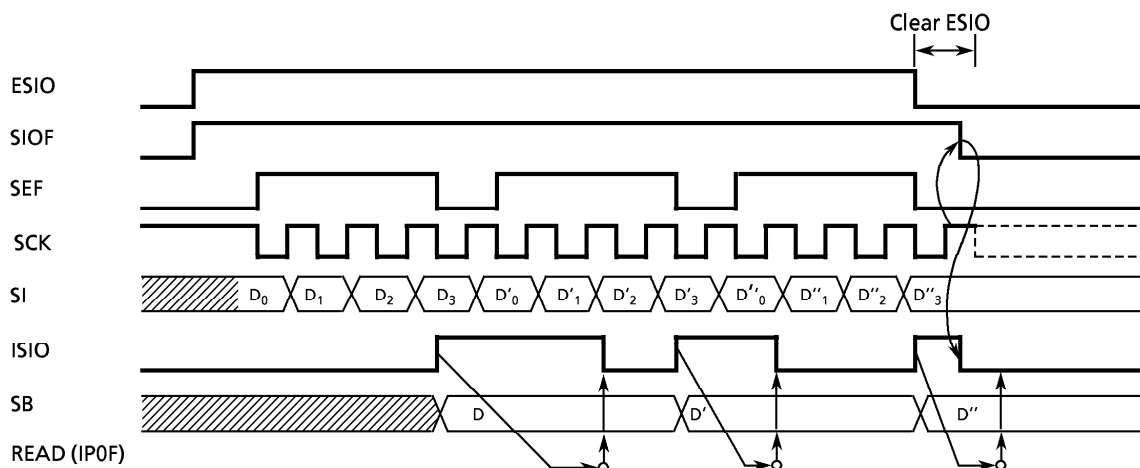 Clear ESIO
ESIO
SIOF
SEF
SCK
SI D₀ D₁ D₂ D₃ D'₀ D'₁ D'₂ D'₃ D''₀ D''₁ D''₂ D''₃
ISIO
SB D D' D''
READ (IP0F)